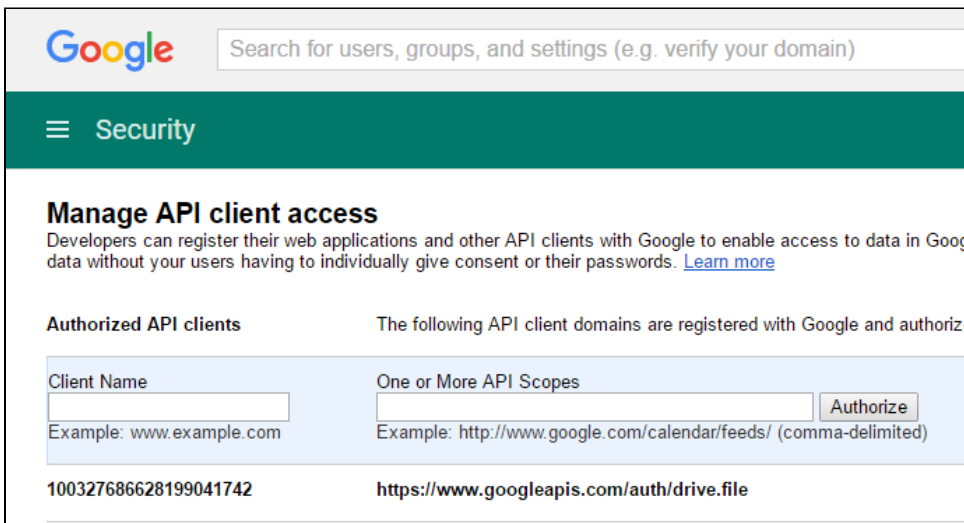 Google
Search for users, groups, and settings (e.g. verify your domain)
Security
Manage API client access
Developers can register their web applications and other API clients with Google to enable access to data in Goog
data without your users having to individually give consent or their passwords. Learn more
Authorized API clients
The following API client domains are registered with Google and authoriz
Client Name
One or More API Scopes
Authorize
Example: www.example.com
Example: http://www.google.com/calendar/feeds/ (comma-delimited)
100327686628199041742
https://www.googleapis.com/auth/drive.file